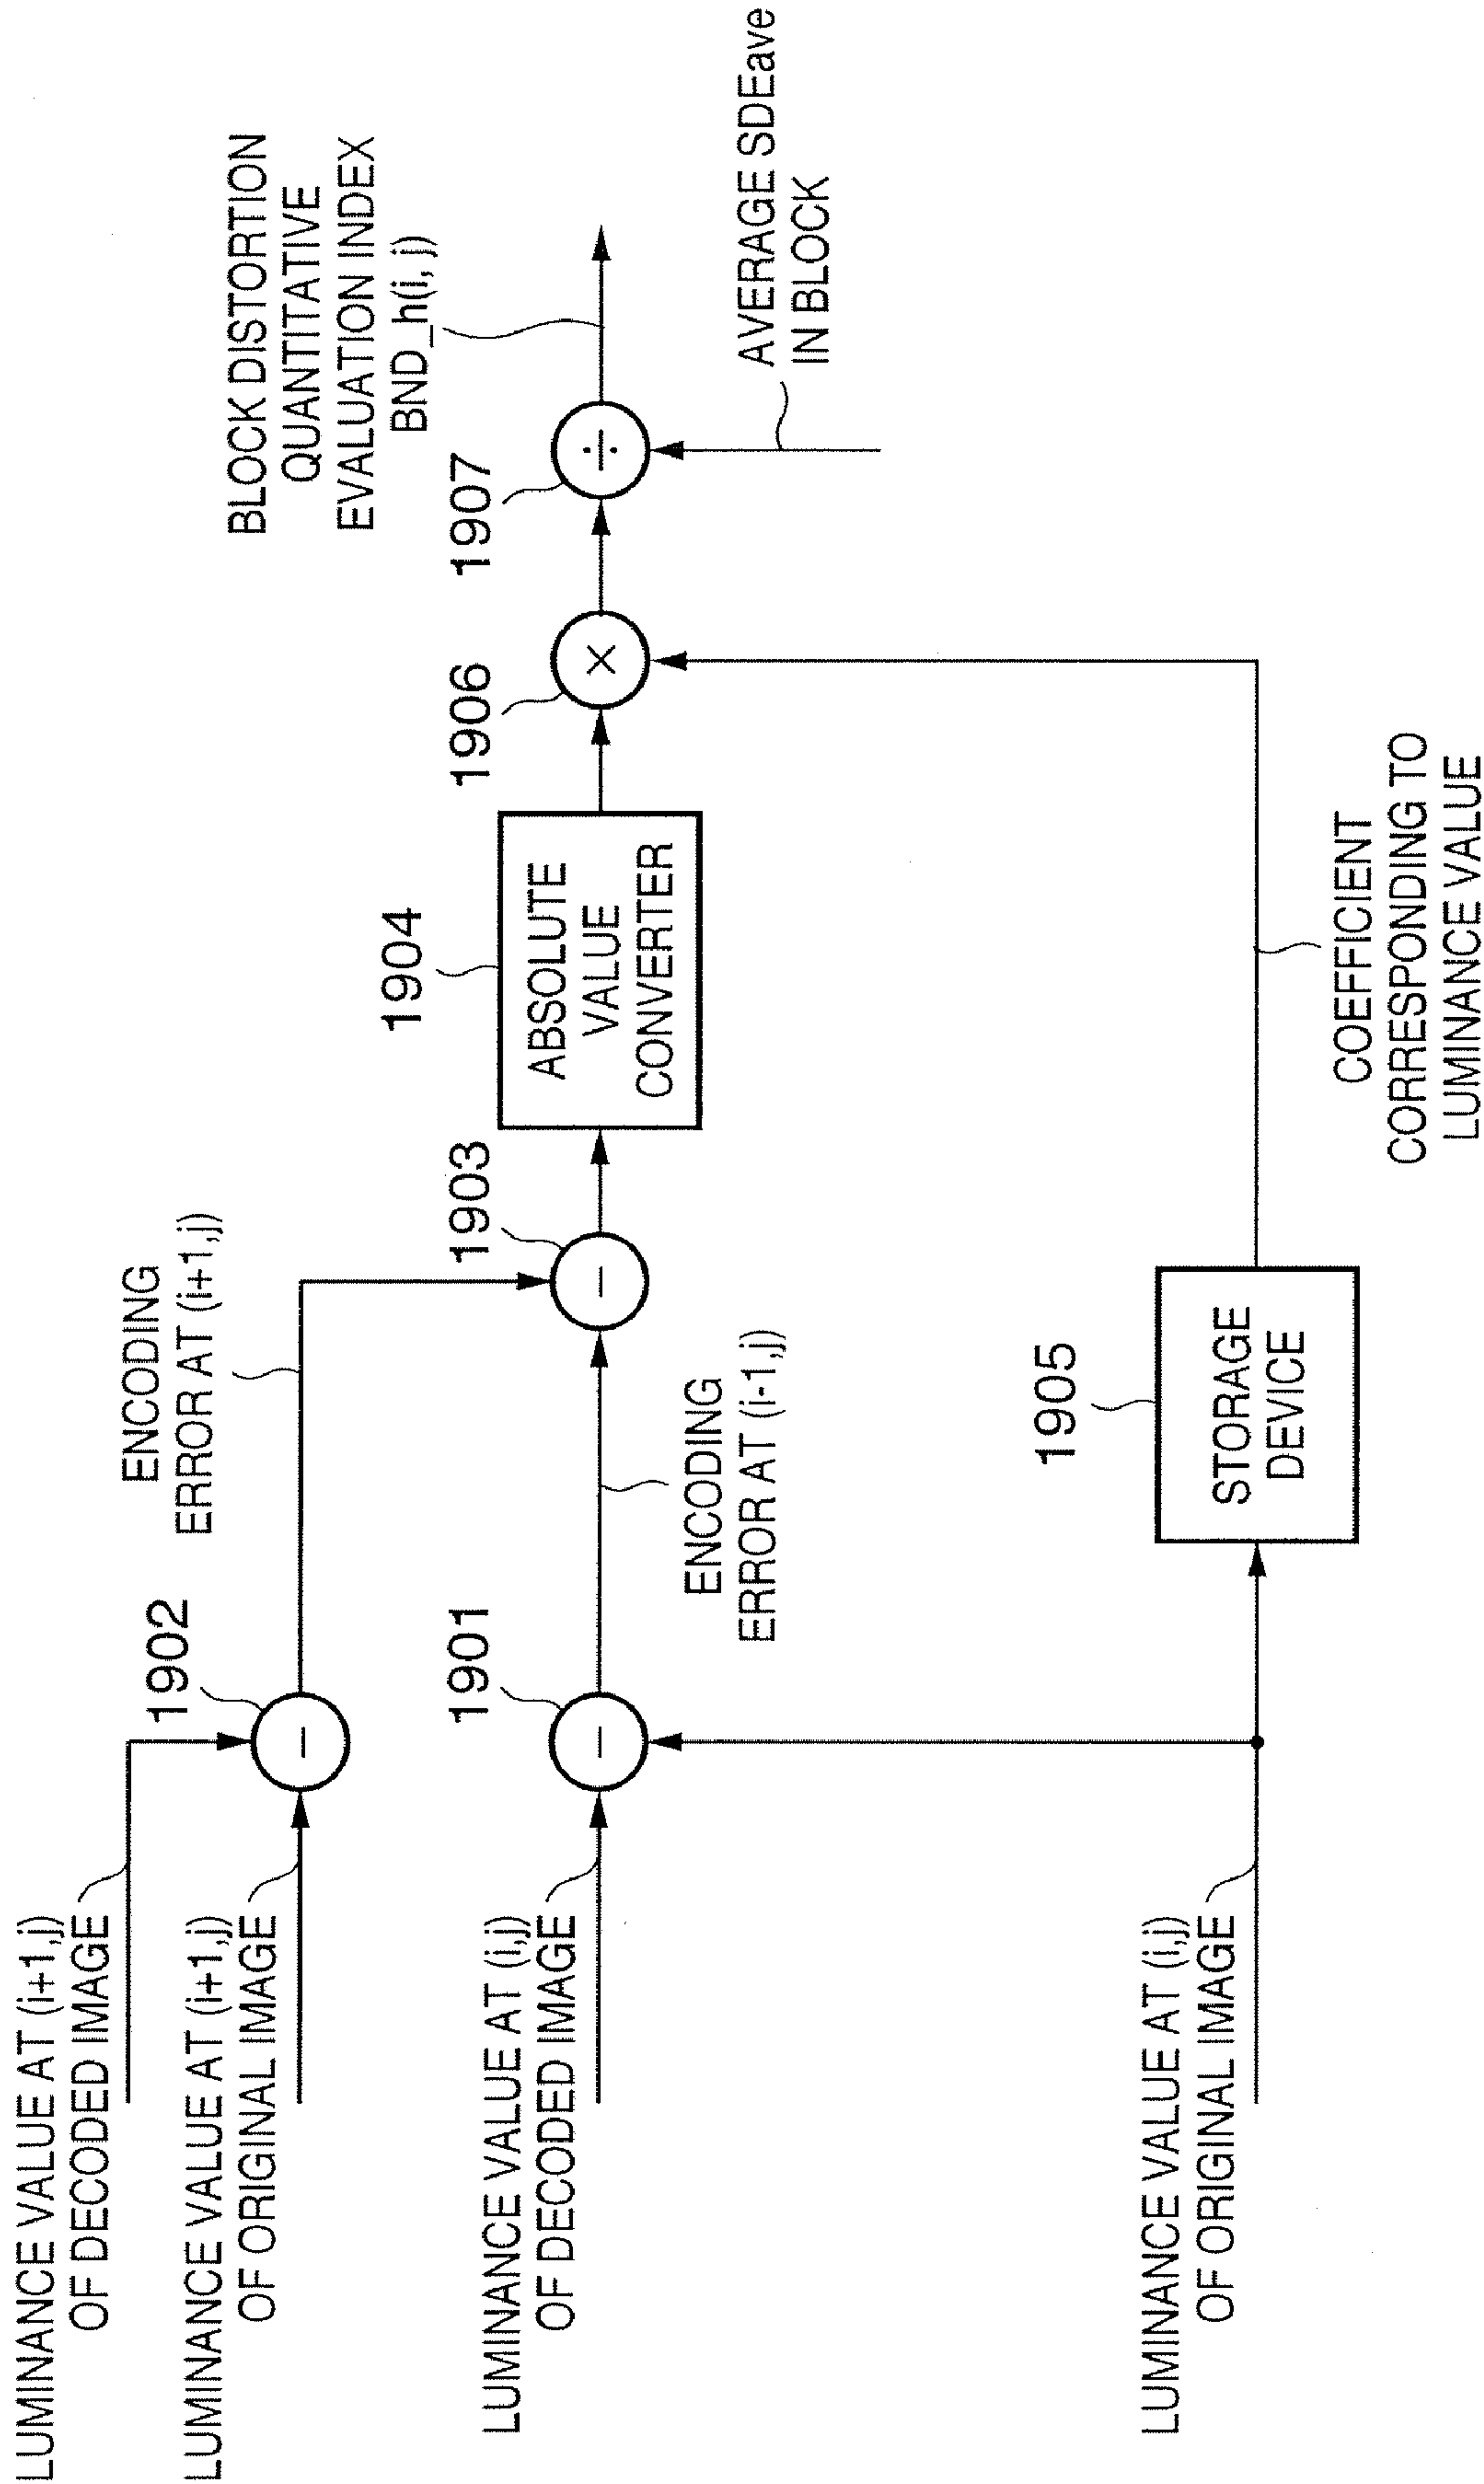 LUMINANCE VALUE AT (i+1,j)
OF DECODED IMAGE
LUMINANCE VALUE AT (i+1,j)
OF ORIGINAL IMAGE
LUMINANCE VALUE AT (i,j)
OF DECODED IMAGE
LUMINANCE VALUE AT (i,j)
OF ORIGINAL IMAGE
1902
−
1901
−
ENCODING
ERROR AT (i+1,j)
ENCODING
ERROR AT (i-1,j)
1905
STORAGE
DEVICE
1903
−
1904
ABSOLUTE
VALUE
CONVERTER
COEFFICIENT
CORRESPONDING TO
LUMINANCE VALUE
1906
×
1907
÷
BLOCK DISTORTION
QUANTITATIVE
EVALUATION INDEX
BND_h(i, j)
AVERAGE SDEave
IN BLOCK